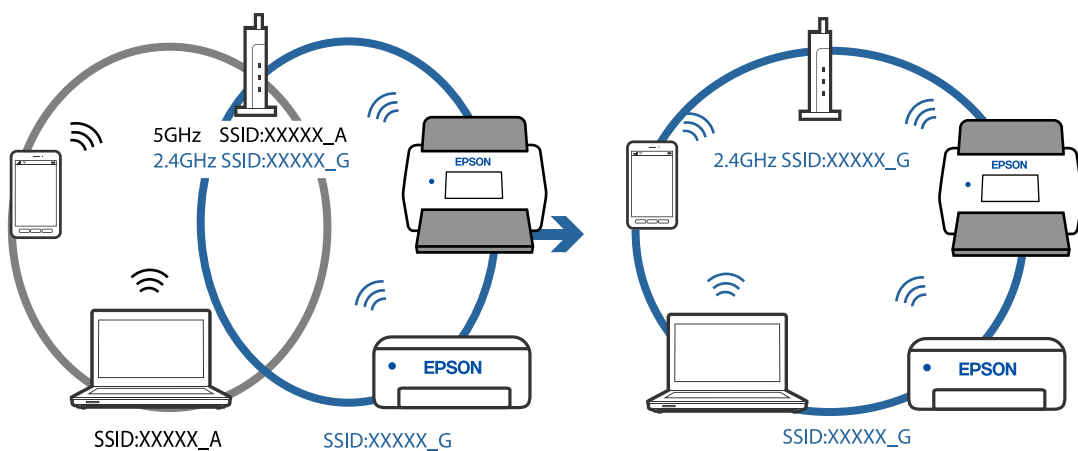 5GHz SSID:XXXXX_A
2.4GHz SSID:XXXXX_G
EPSON
EPSON
SSID:XXXXX_A
SSID:XXXXX_G
2.4GHz SSID:XXXXX_G
EPSON
EPSON
SSID:XXXXX_G